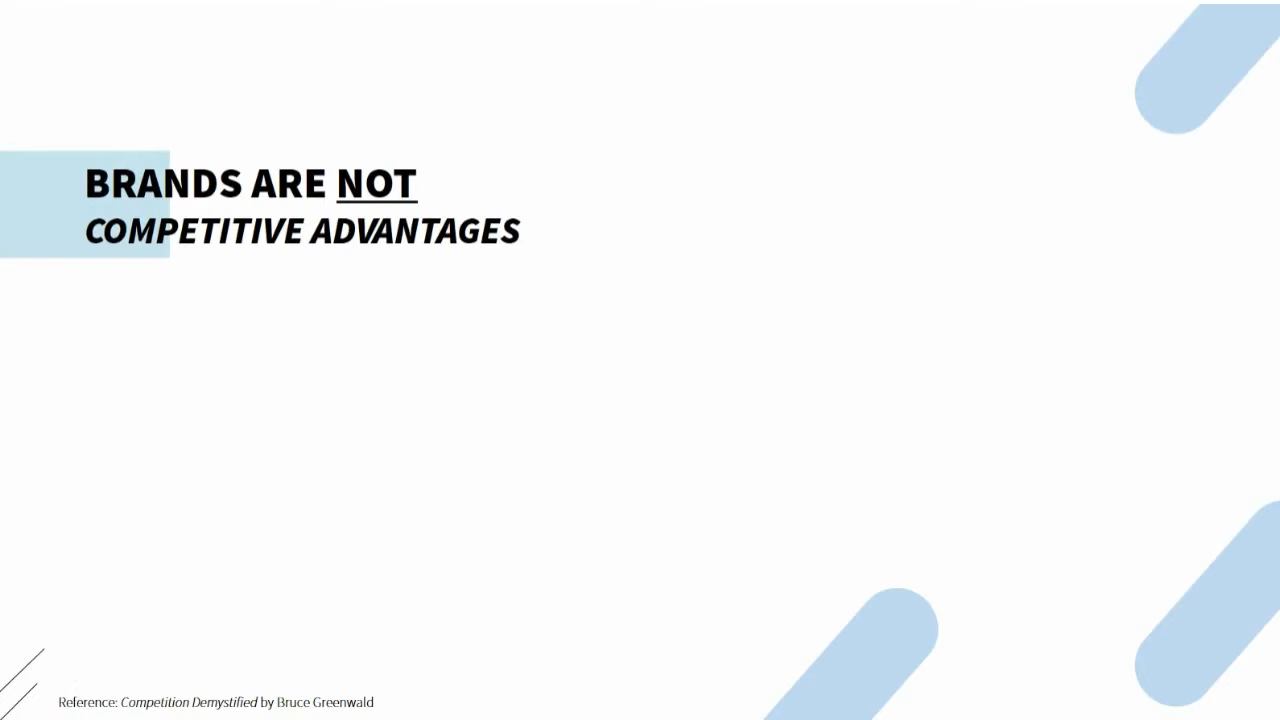 BRANDS ARE NOT
COMPETITIVE ADVANTAGES
Reference: Competition Demystified by Bruce Greenwald